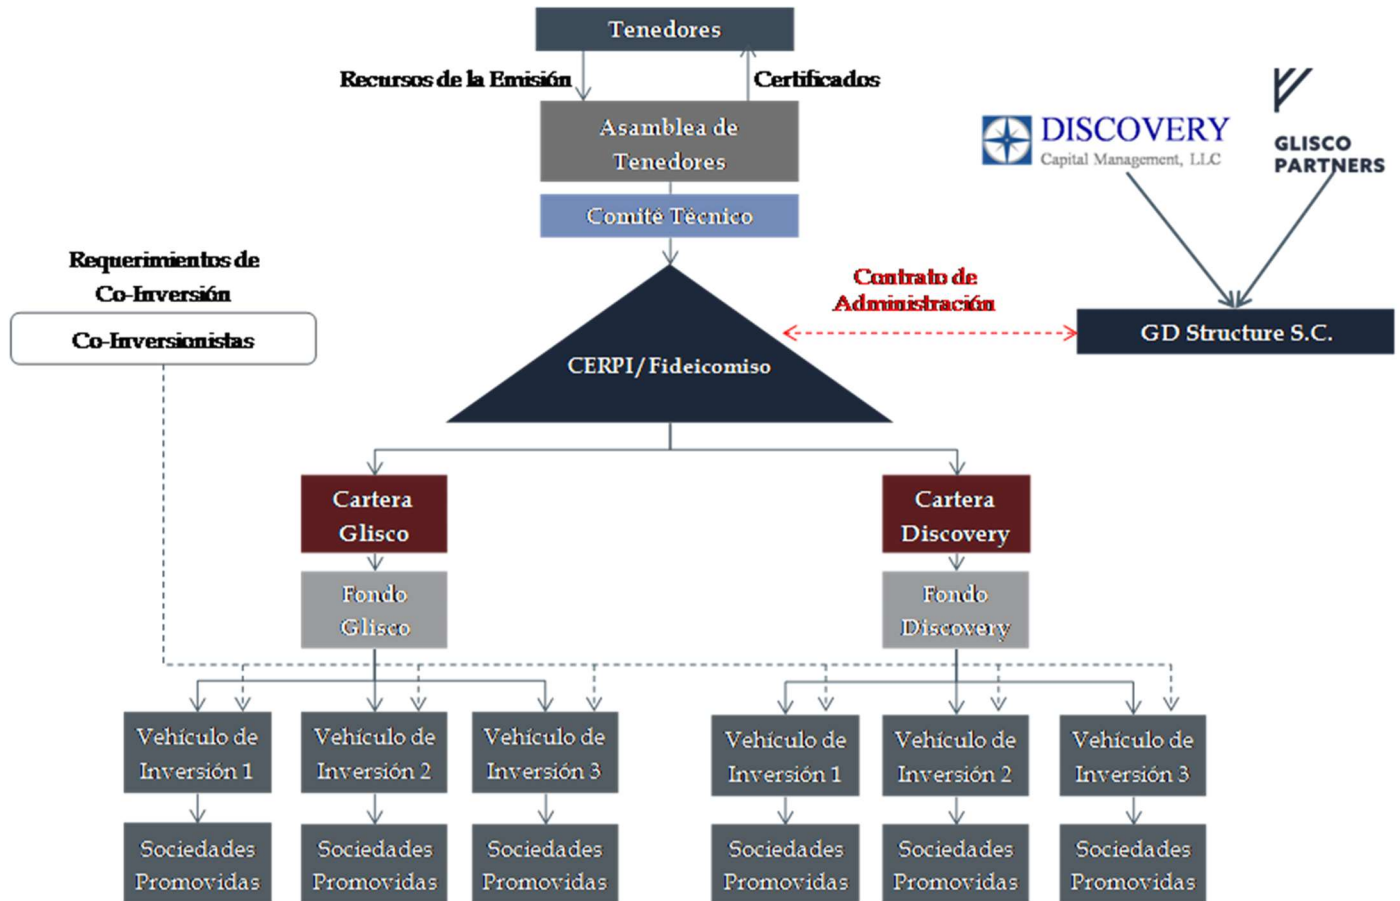 Tenedores
Recursos de la Emisión
Certificados
Asamblea de
Tenedores
DISCOVERY
Capital Management, LLC
GLISCO
PARTNERS
Comité Técnico
Requerimientos de
Co-Inversión
Co-Inversionistas
Contrato de
Administración
GD Structure S.C.
CERPI/Fideicomiso
Cartera
Glisco
Cartera
Discovery
Fondo
Glisco
Fondo
Discovery
Vehículo de
Inversión 1
Vehículo de
Inversión 2
Vehículo de
Inversión 3
Vehículo de
Inversión 1
Vehículo de
Inversión 2
Vehículo de
Inversión 3
Sociedades
Promovidas
Sociedades
Promovidas
Sociedades
Promovidas
Sociedades
Promovidas
Sociedades
Promovidas
Sociedades
Promovidas